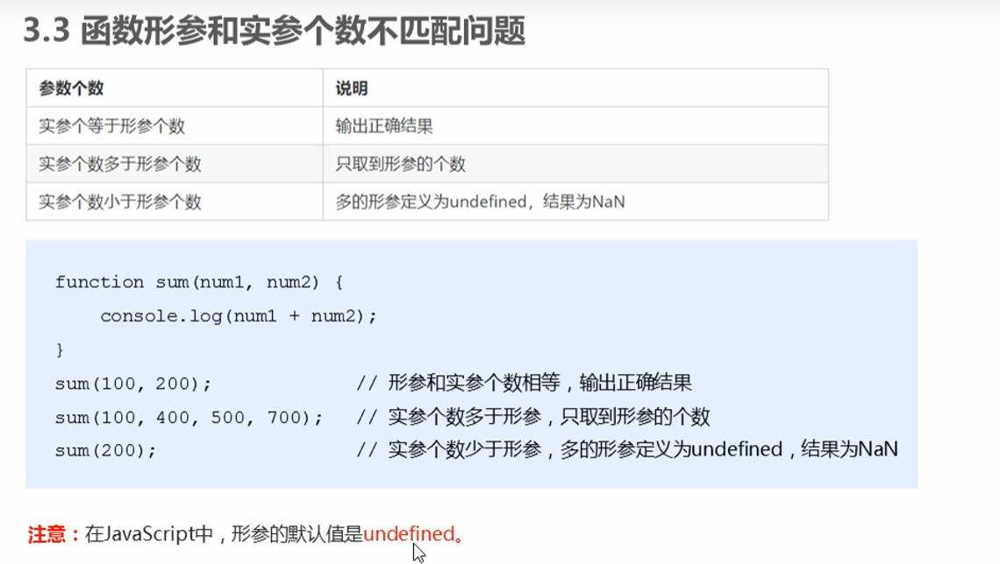 3.3 函数形参和实参个数不匹配问题
参数个数 说明
实参个等于形参个数 输出正确结果
实参个数多于形参个数 只取到形参的个数
实参个数小于形参个数 多的形参定义为undefined，结果为NaN
function sum(num1, num2) {
    console.log(num1 + num2);
}
sum(100, 200); // 形参和实参个数相等，输出正确结果
sum(100, 400, 500, 700); // 实参个数多于形参，只取到形参的个数
sum(200); // 实参个数少于形参，多的形参定义为undefined，结果为NaN
注意：在JavaScript中，形参的默认值是undefined。